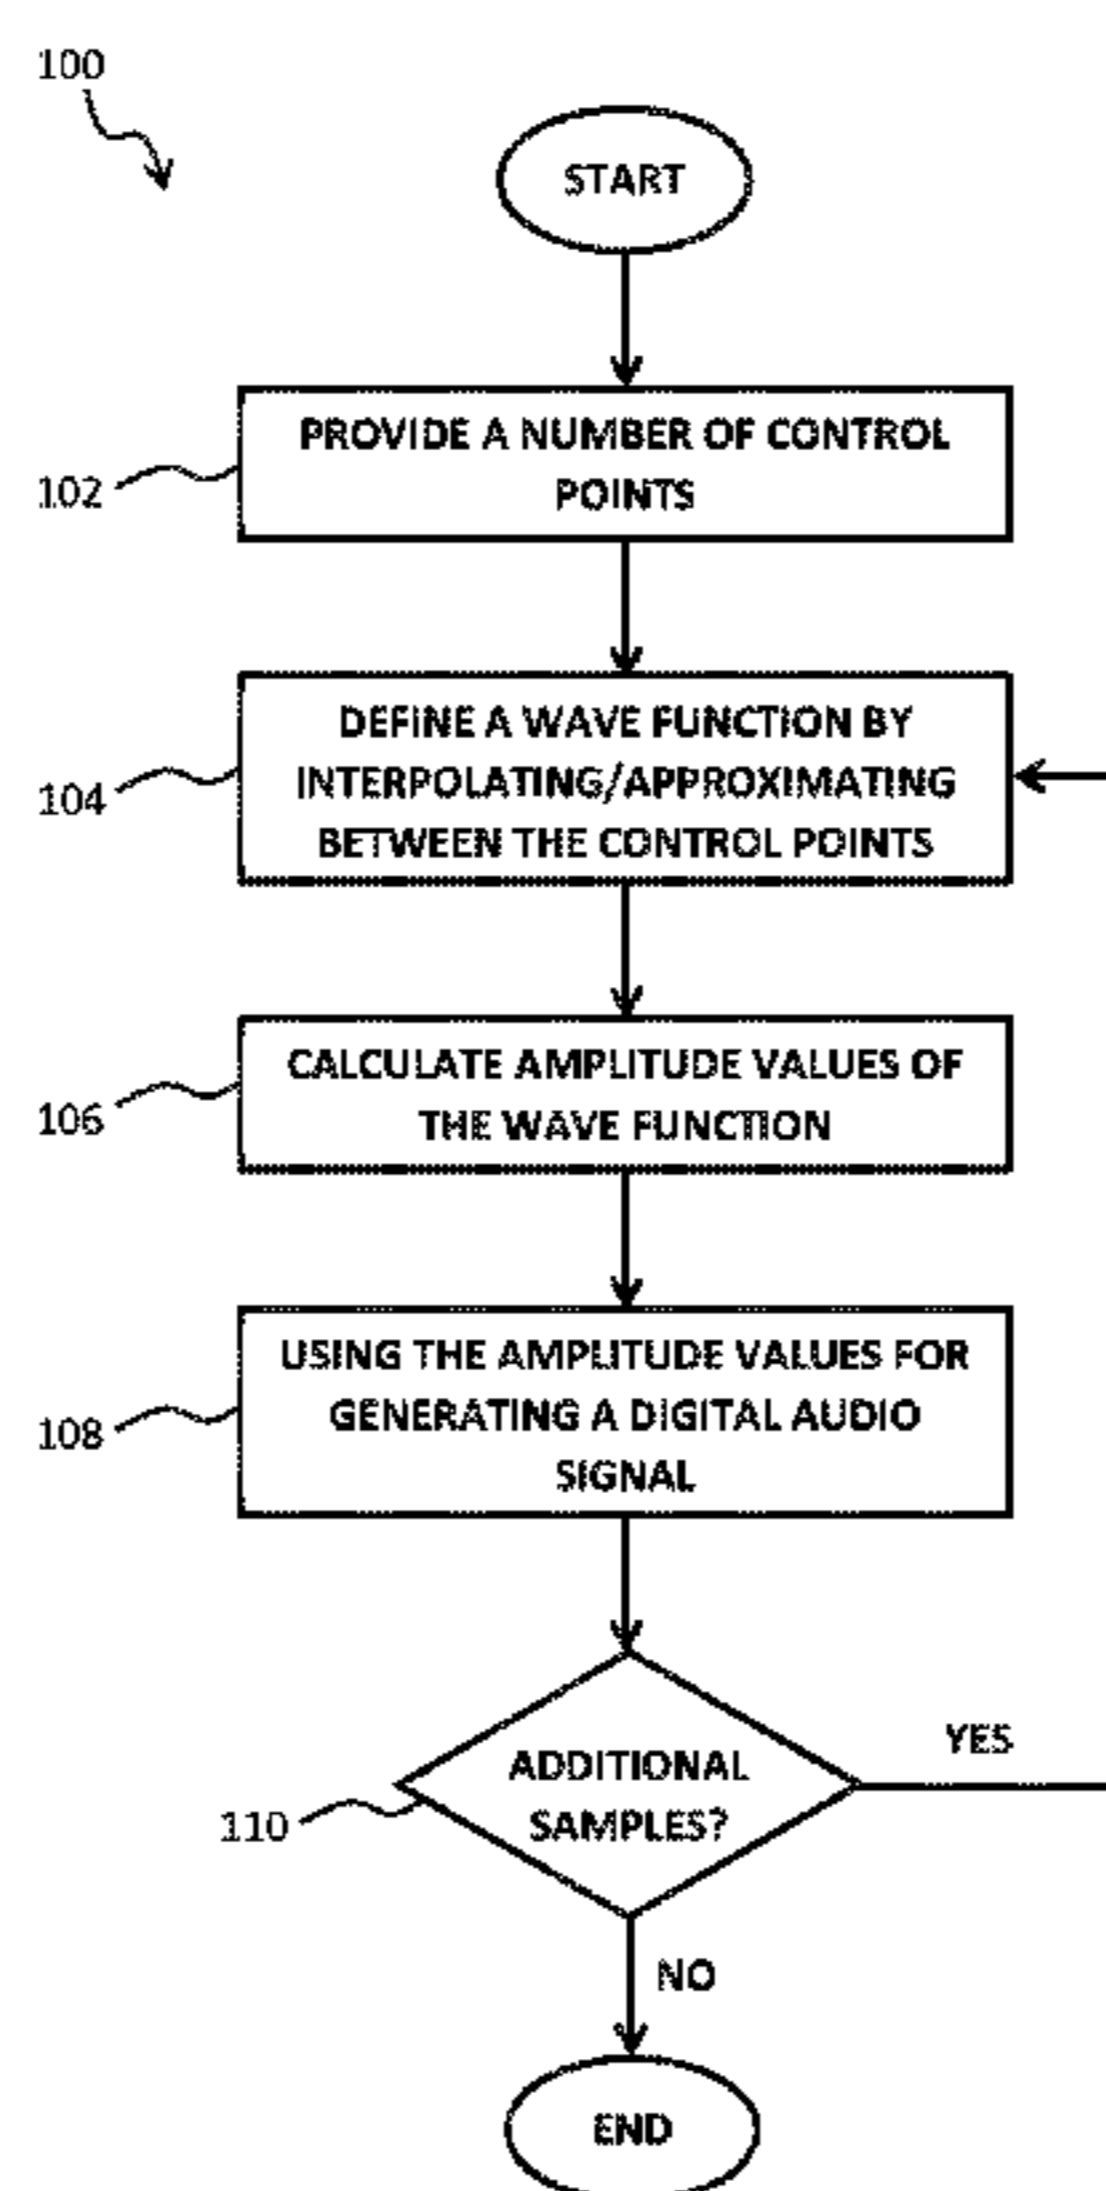 100
START
PROVIDE A NUMBER OF CONTROL
POINTS
102
DEFINE A WAVE FUNCTION BY
INTERPOLATING/APPROXIMATING
BETWEEN THE CONTROL POINTS
104
CALCULATE AMPLITUDE VALUES OF
THE WAVE FUNCTION
106
USING THE AMPLITUDE VALUES FOR
GENERATING A DIGITAL AUDIO
SIGNAL
108
ADDITIONAL
SAMPLES?
YES
110
NO
END